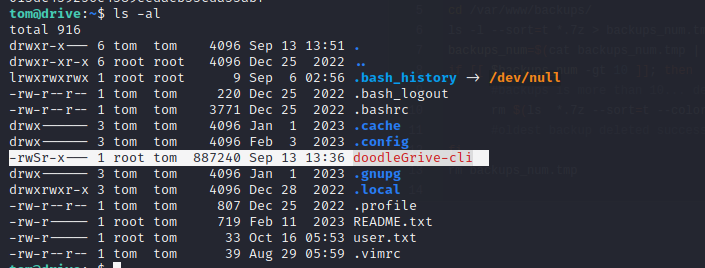 tom@drive:~$ ls -al
total 916
drwxr-x--- 6 tom  tom    4096 Sep 13 13:51 .
drwxr-xr-x 6 root root   4096 Dec 25  2022 ..
lrwxrwxrwx 1 root root      9 Sep  6 02:56 .bash_history → /dev/null
-rw-r--r-- 1 tom  tom     220 Dec 25  2022 .bash_logout
-rw-r--r-- 1 tom  tom    3771 Dec 25  2022 .bashrc
drwx------ 3 tom  tom    4096 Jan  1  2023 .cache
drwx------ 3 tom  tom    4096 Feb  3  2023 .config
-rwSr-x--- 1 root tom  887240 Sep 13 13:36 doodleGrive-cli
drwx------ 3 tom  tom    4096 Jan  1  2023 .gnupg
drwxrwxr-x 3 tom  tom    4096 Dec 28  2022 .local
-rw-r--r-- 1 tom  tom     807 Dec 25  2022 .profile
-rw-r----- 1 root tom     719 Feb 11  2023 README.txt
-rw-r----- 1 root tom      33 Oct 16 05:53 user.txt
-rw-r--r-- 1 tom  tom      39 Aug 29 05:59 .vimrc
tom@drive:~$